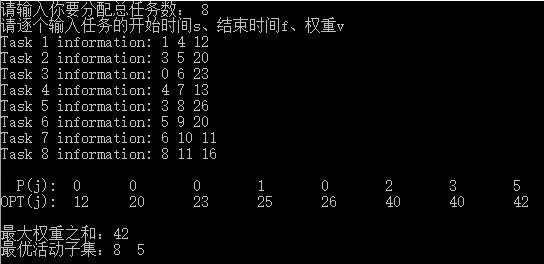 请输入你要分配总任务数： 8
请逐个输入任务的开始时间s、结束时间f、权重v
Task 1 information: 1 4 12
Task 2 information: 3 5 20
Task 3 information: 0 6 23
Task 4 information: 4 7 13
Task 5 information: 3 8 26
Task 6 information: 5 9 20
Task 7 information: 6 10 11
Task 8 information: 8 11 16
P(j): 0 0 0 1 0 2 3 5
OPT(j): 12 20 23 25 26 40 40 42
最大权重之和：42
最优活动子集：8 5